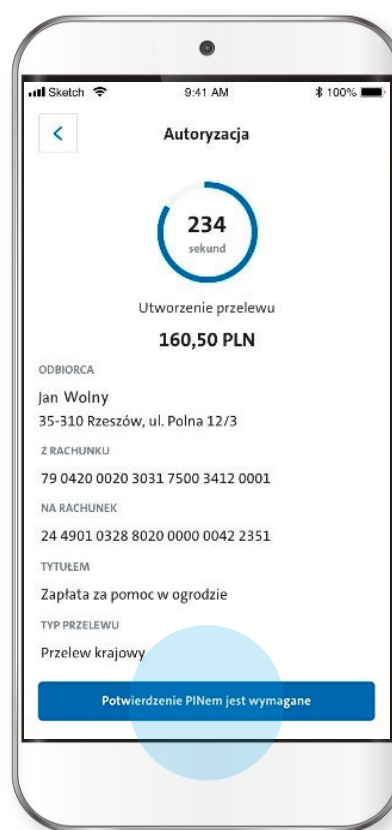 Sketch 9:41 AM 100%
Autoryzacja
234
sekund
Utworzenie przelewu
160,50 PLN
ODBIORCA
Jan Wolny
35-310 Rzeszów, ul. Polna 12/3
Z RACHUNKU
79 0420 0020 3031 7500 3412 0001
NA RACHUNEK
24 4901 0328 8020 0000 0042 2351
TYTUŁEM
Zapłata za pomoc w ogrodzie
TYP PRZELEWU
Przelew krajowy
Potwierdzenie PINem jest wymagane